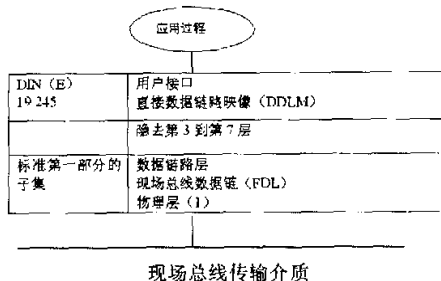 应用过程
DIN（E）
19 245
用户接口
直接数据链路映像（DDLM）
隐去第 3 到第 7 层
标准第一部分的
子集
数据链路层
现场总线数据链（FDL）
物理层（1）
现场总线传输介质